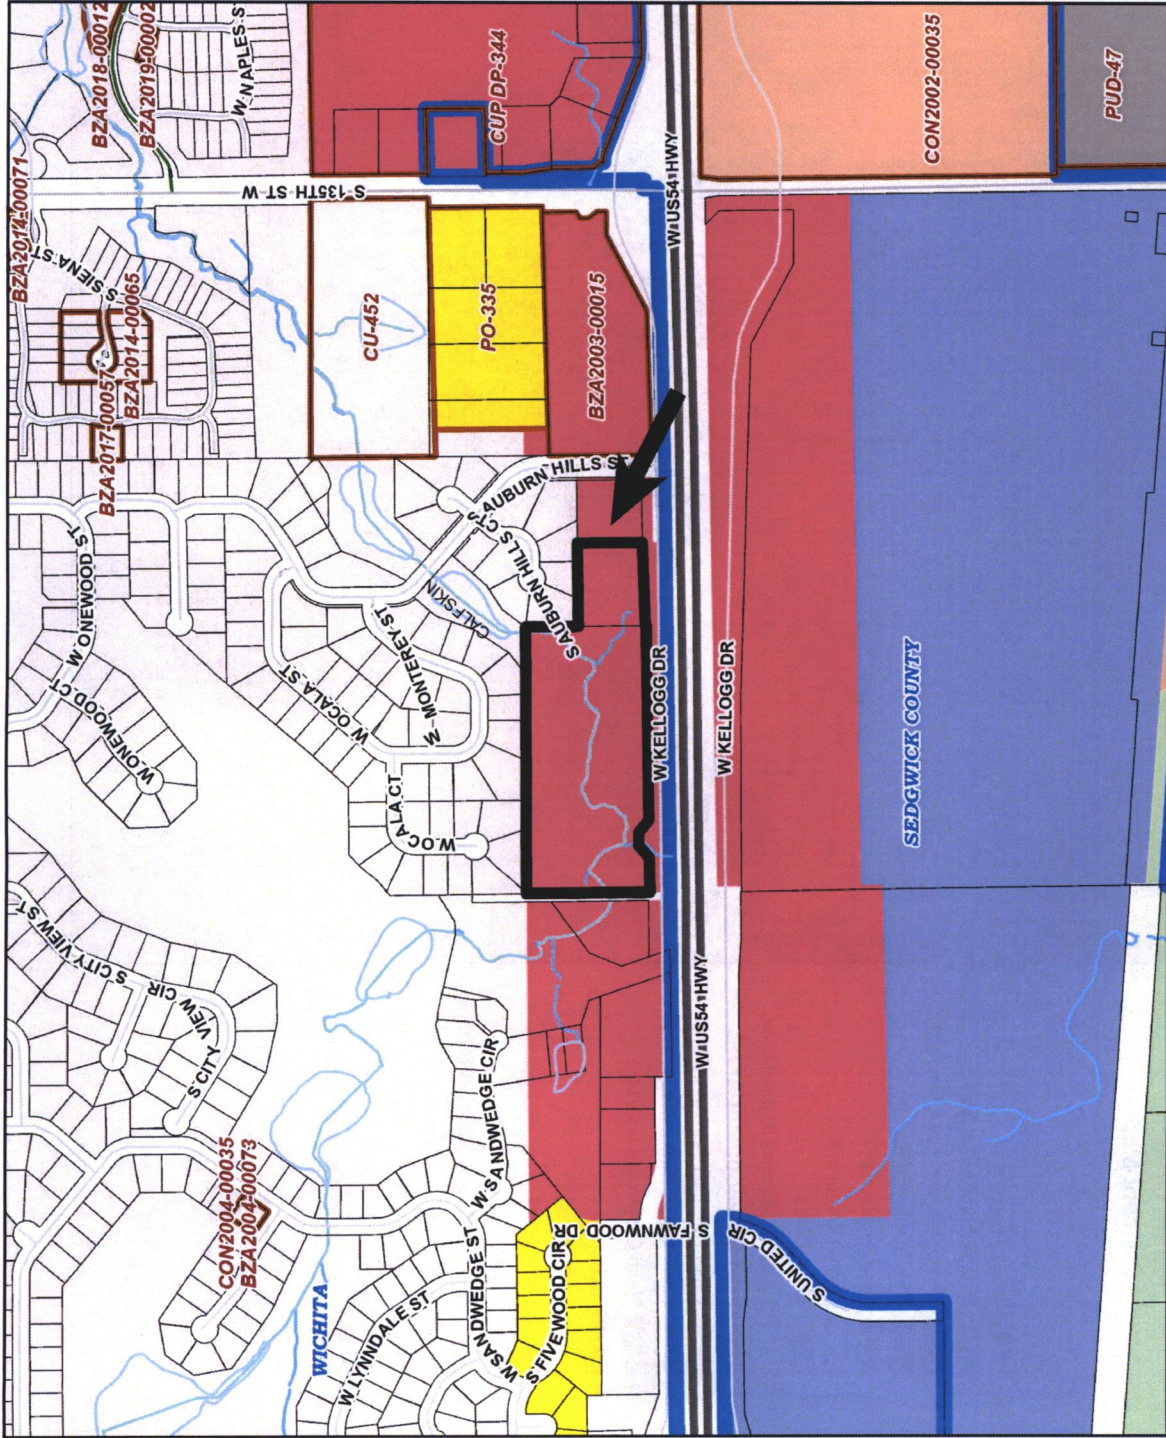 BZA2018-00012
BZA2019-00002
W NAPLES S
CUP DP-344
CON2002-00035
PUD-47
BZA2014-00071
S 135TH ST W
W US54 HWY
S SIENA ST
BZA2014-00065
BZA2017-00057
CU-452
PO-335
BZA2003-00015
S AUBURN HILLS ST
S AUBURN HILLS CT
CALFSKIN
W ONEWOOD ST
W ONEWOOD CT
W ONEWOOD
W MONTEREY ST
W OCALA ST
W
W OCALA CT
W OCALA
W KELLOGG DR
W KELLOGG DR
SEDGWICK COUNTY
S CITY VIEW ST
S CITY VIEW CIR
S CITY VIEW
W US54 HWY
W SANDWEDGE CIR
CON2004-00035
BZA2004-00073
WICHITA
W LYNNDALE ST
W SANDWEDGE ST
W
S FIVEWOOD CIR
S FAWNWOOD DR
S UNITED CIR